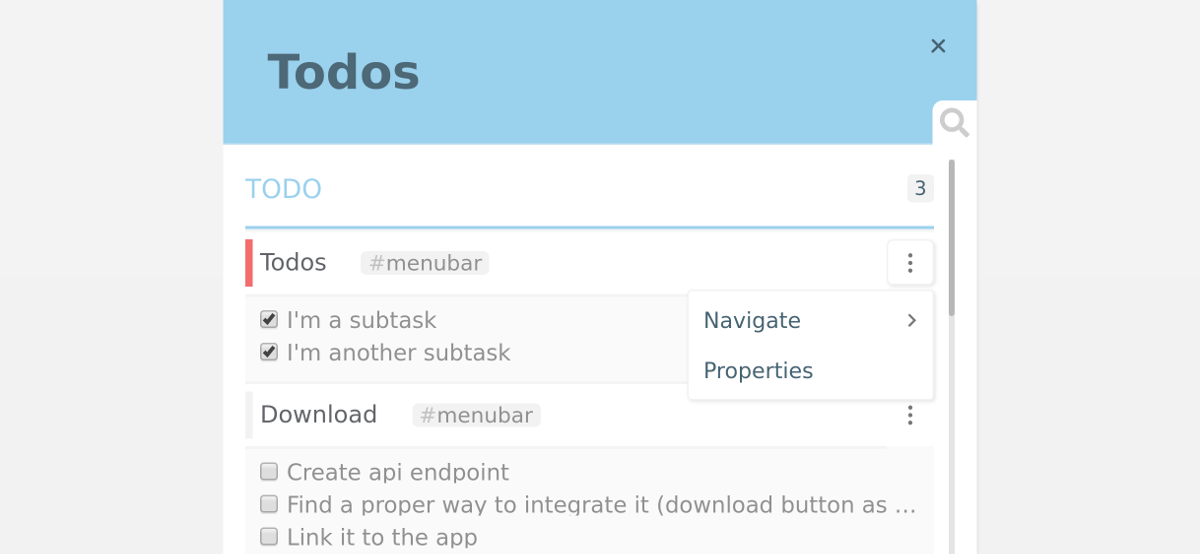 Todos
TODO 3
Todos #menubar
I'm a subtask
I'm another subtask
Navigate
Properties
Download #menubar
Create api endpoint
Find a proper way to integrate it (download button as ...
Link it to the app